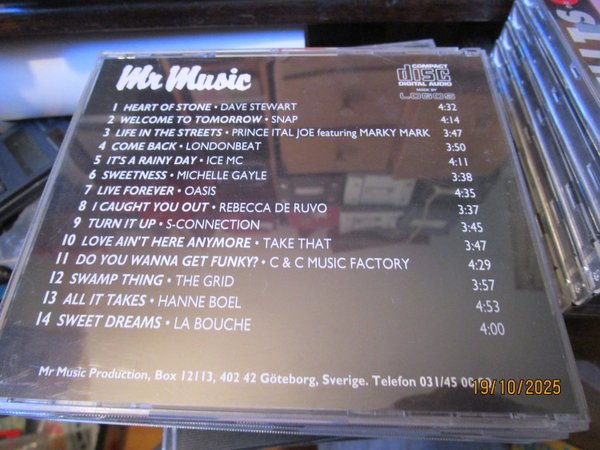 Mr Music
COMPACT
disc
DIGITAL AUDIO
MADE BY
LOGOS
1 HEART OF STONE • DAVE STEWART 4:32
2 WELCOME TO TOMORROW • SNAP 4:14
3 LIFE IN THE STREETS • PRINCE ITAL JOE featuring MARKY MARK 3:47
4 COME BACK • LONDONBEAT 3:50
5 IT'S A RAINY DAY • ICE MC 4:11
6 SWEETNESS • MICHELLE GAYLE 3:38
7 LIVE FOREVER • OASIS 4:35
8 I CAUGHT YOU OUT • REBECCA DE RUVO 3:37
9 TURN IT UP • S-CONNECTION 3:45
10 LOVE AIN'T HERE ANYMORE • TAKE THAT 3:47
11 DO YOU WANNA GET FUNKY? • C & C MUSIC FACTORY 4:29
12 SWAMP THING • THE GRID 3:57
13 ALL IT TAKES • HANNE BOEL 4:53
14 SWEET DREAMS • LA BOUCHE 4:00
Mr Music Production, Box 12113, 402 42 Göteborg, Sverige. Telefon 031/45 00
19/10/2025